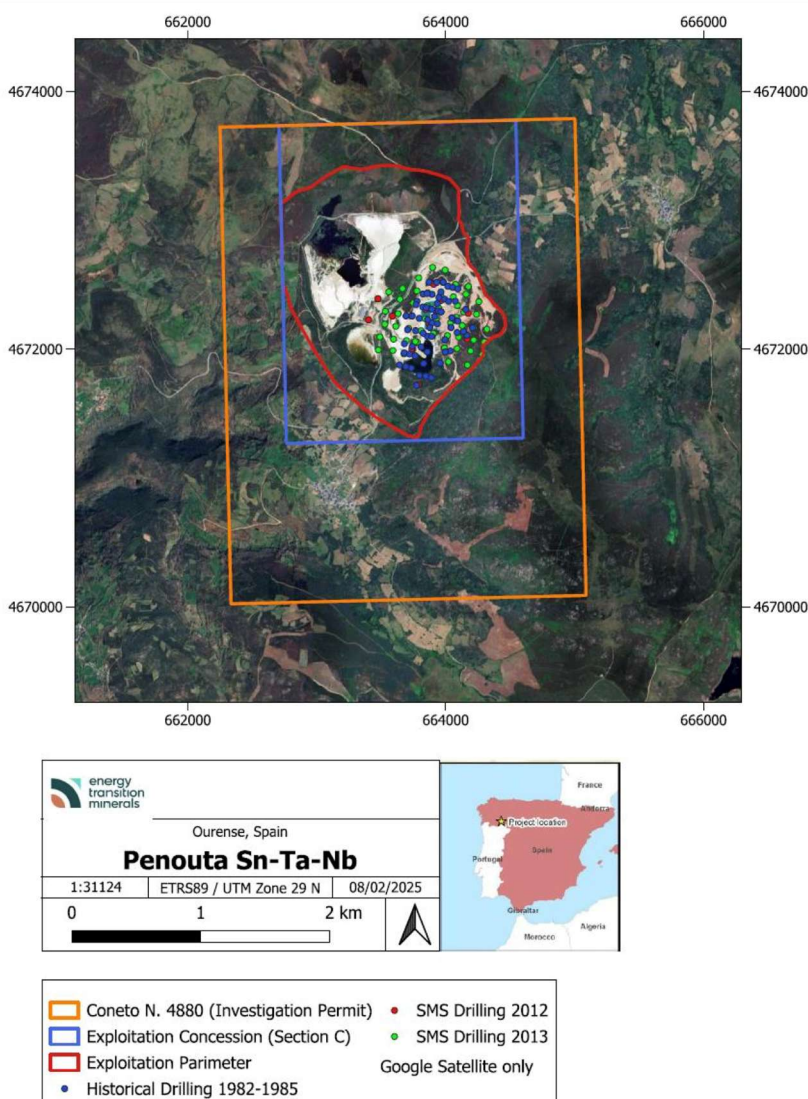 662000 664000 666000
4674000 4674000
4672000 4672000
4670000 4670000
662000 664000 666000
energy
transition
minerals
Ourense, Spain
Penouta Sn-Ta-Nb
1:31124 ETRS89 / UTM Zone 29 N 08/02/2025
0 1 2 km
France
Andorra
Project location
Spain
Portugal
Gibraltar
Algeria
Morocco
Coneto N. 4880 (Investigation Permit)
Exploitation Concession (Section C)
Exploitation Parimeter
Historical Drilling 1982-1985
SMS Drilling 2012
SMS Drilling 2013
Google Satellite only